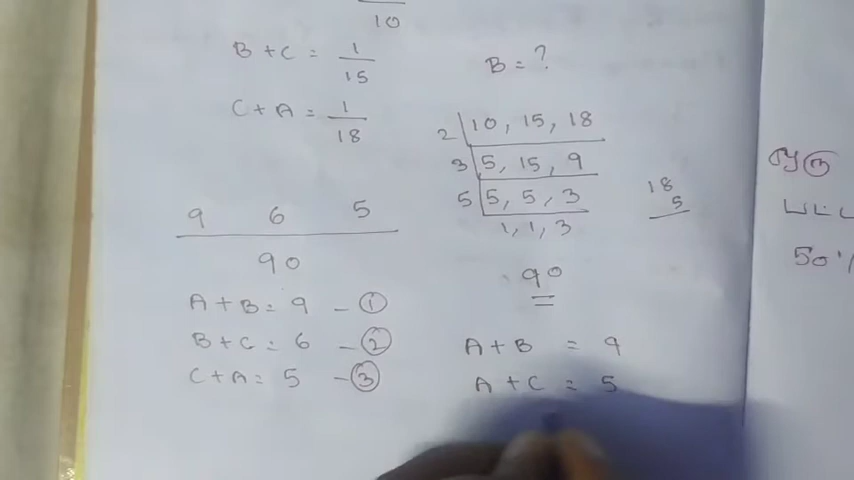 10
B + C = 1/15
B = ?
C + A = 1/18
2 | 10, 15, 18
3 | 5, 15, 9
5 | 5, 5, 3
1, 1, 3
18
5
9 6 5
90
90
A + B = 9 - ①
B + C = 6 - ②
C + A = 5 - ③
A + B = 9
A + C = 5
50%